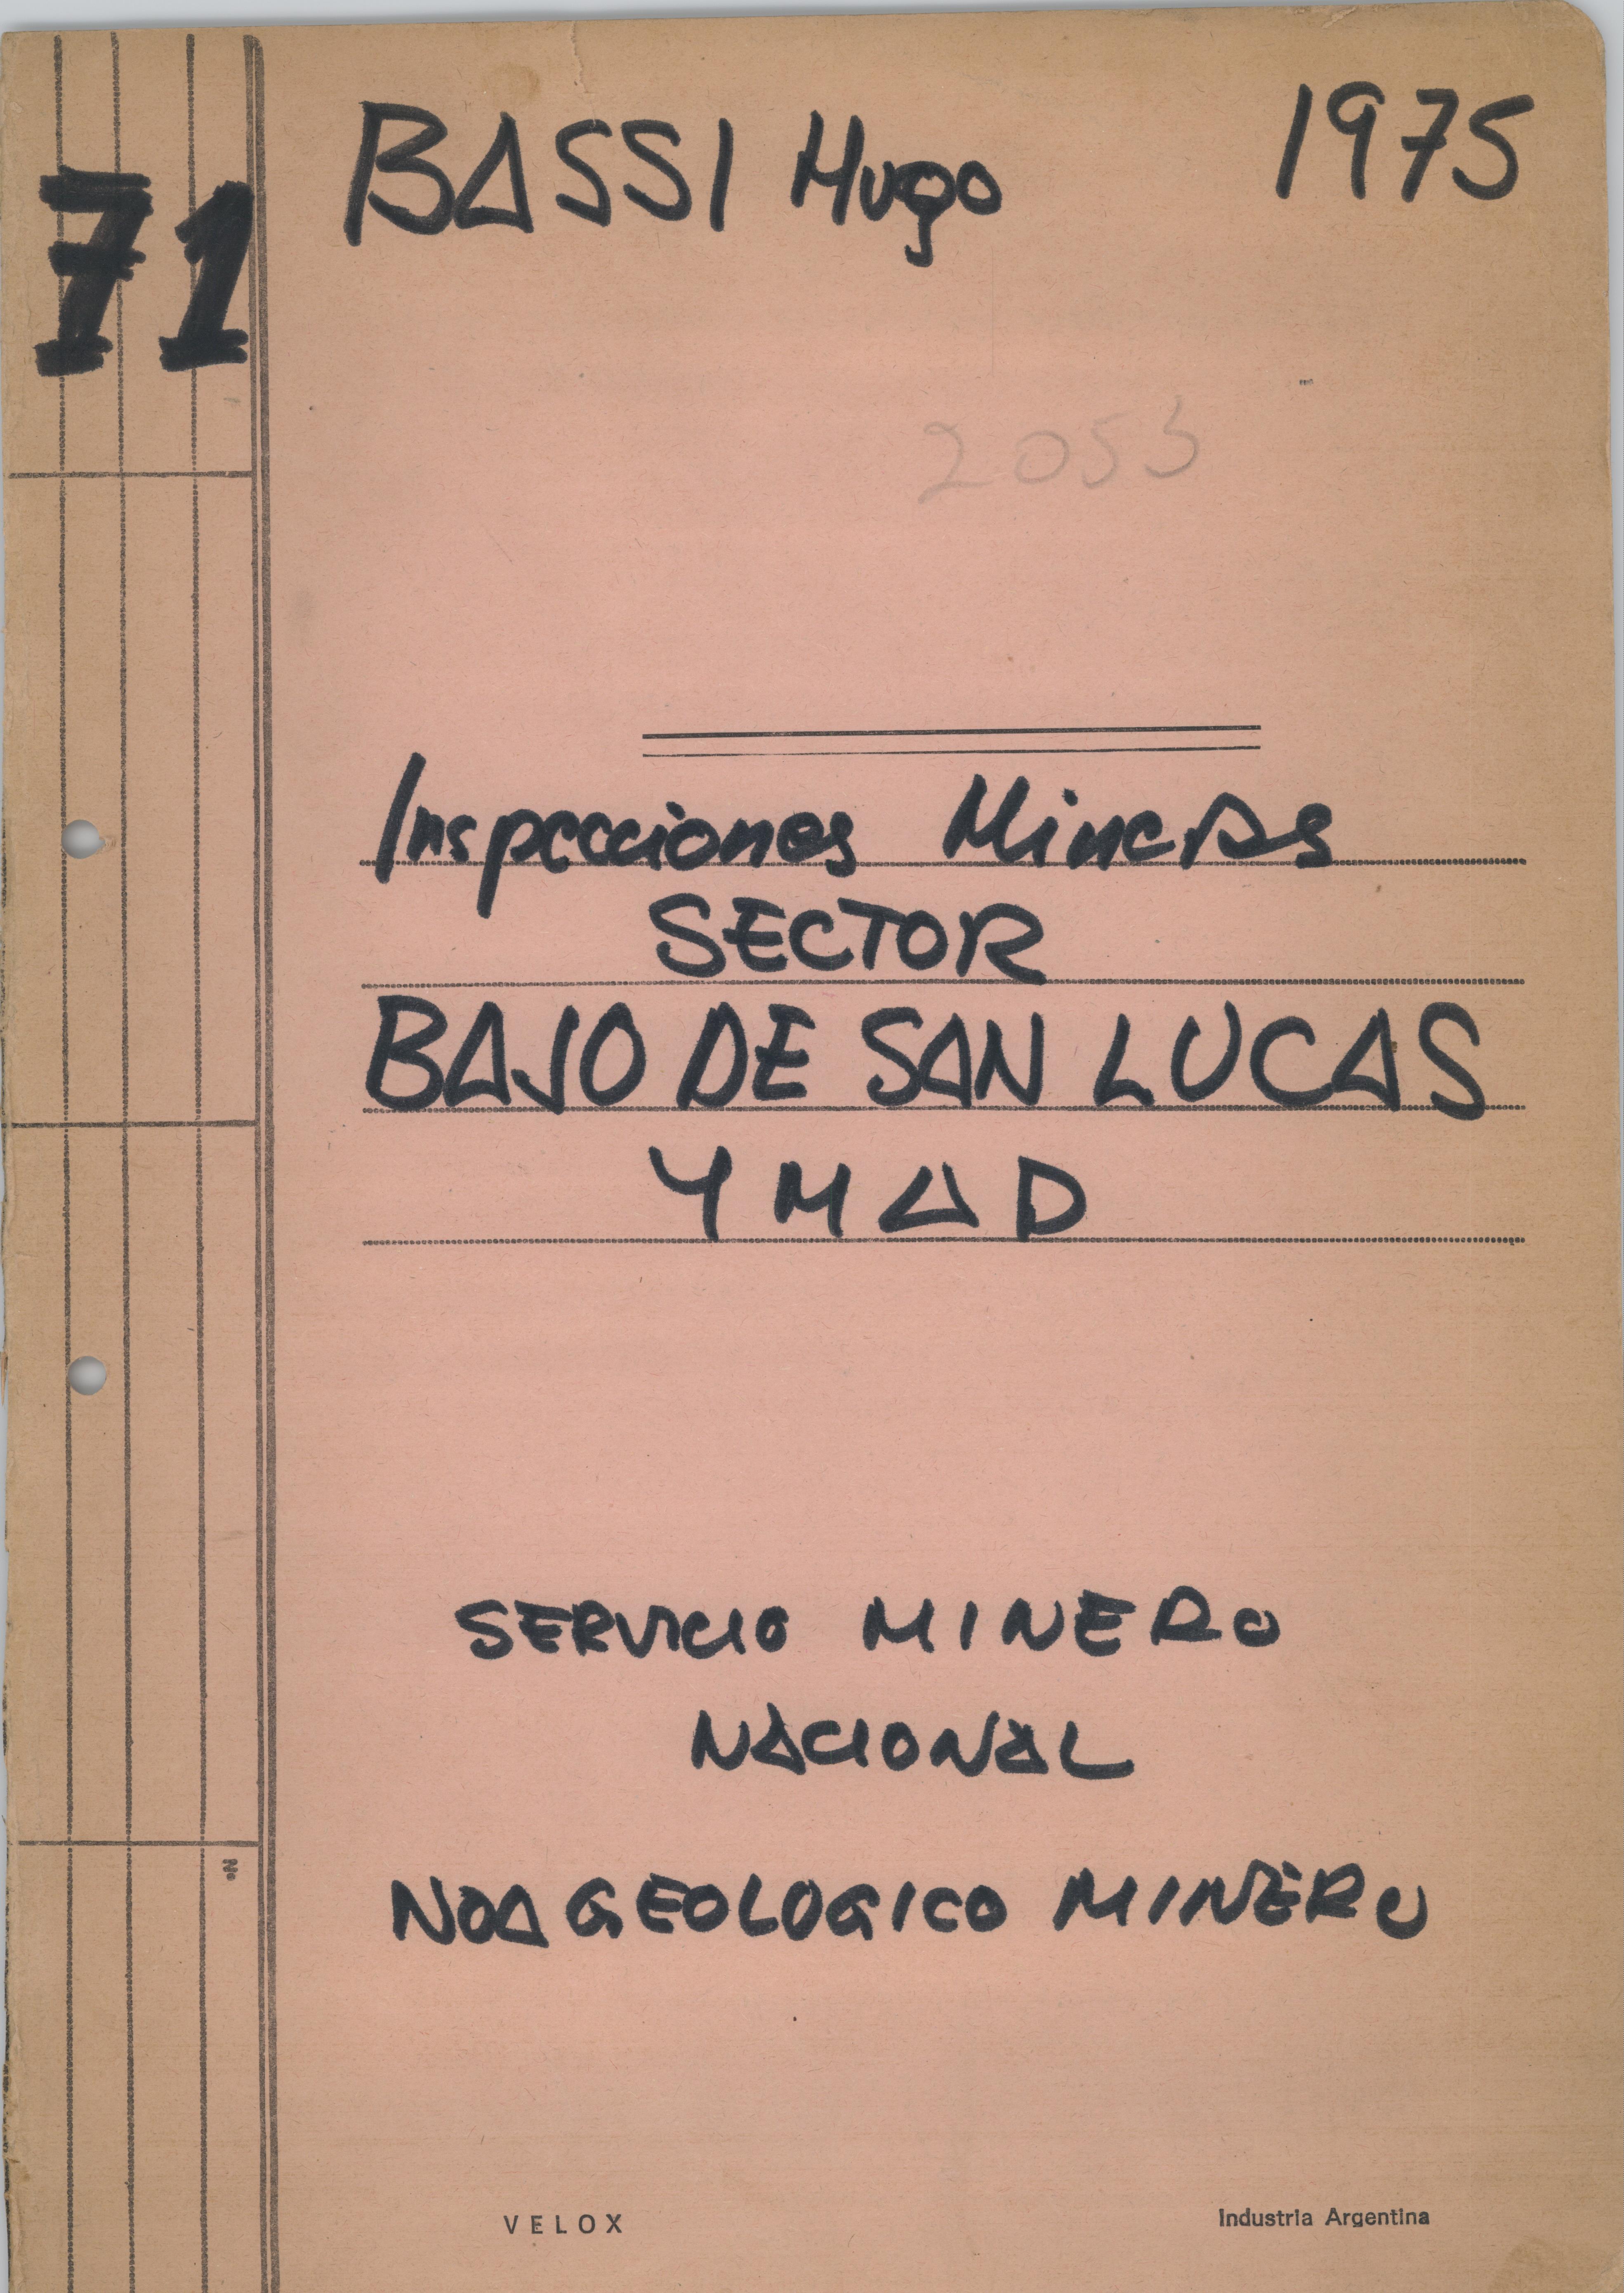 71
BASSI Hugo 1975
2053
Inspecciones Mineras
SECTOR
BAJO DE SAN LUCAS
YMAD
SERVICIO MINERO
NACIONAL
Nº
NOA GEOLOGICO MINERO
VELOX Industria Argentina